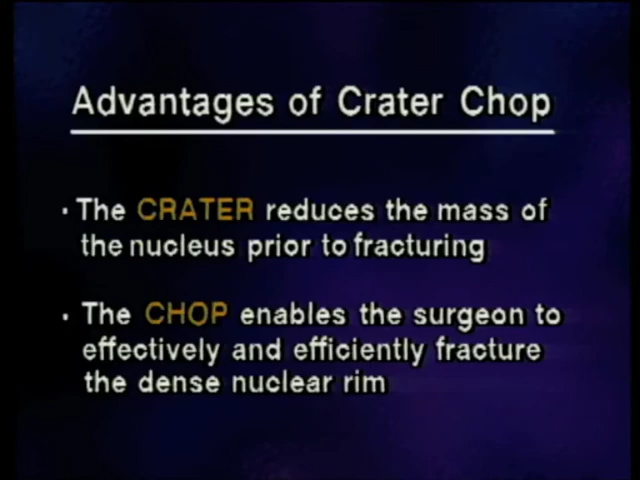 Advantages of Crater Chop
· The CRATER reduces the mass of
the nucleus prior to fracturing
· The CHOP enables the surgeon to
effectively and efficiently fracture
the dense nuclear rim